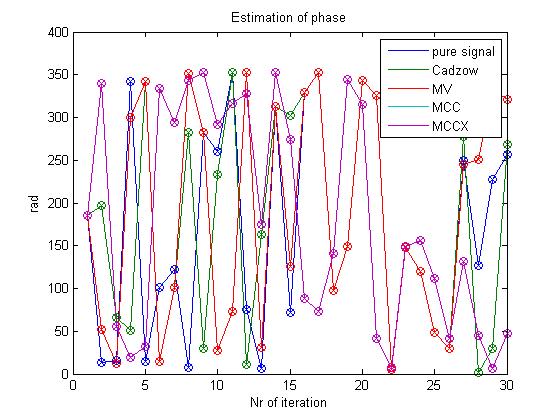 Estimation of phase
400
350
300
250
200
150
100
50
0
rad
pure signal
Cadzow
MV
MCC
MCCX
0 5 10 15 20 25 30
Nr of iteration